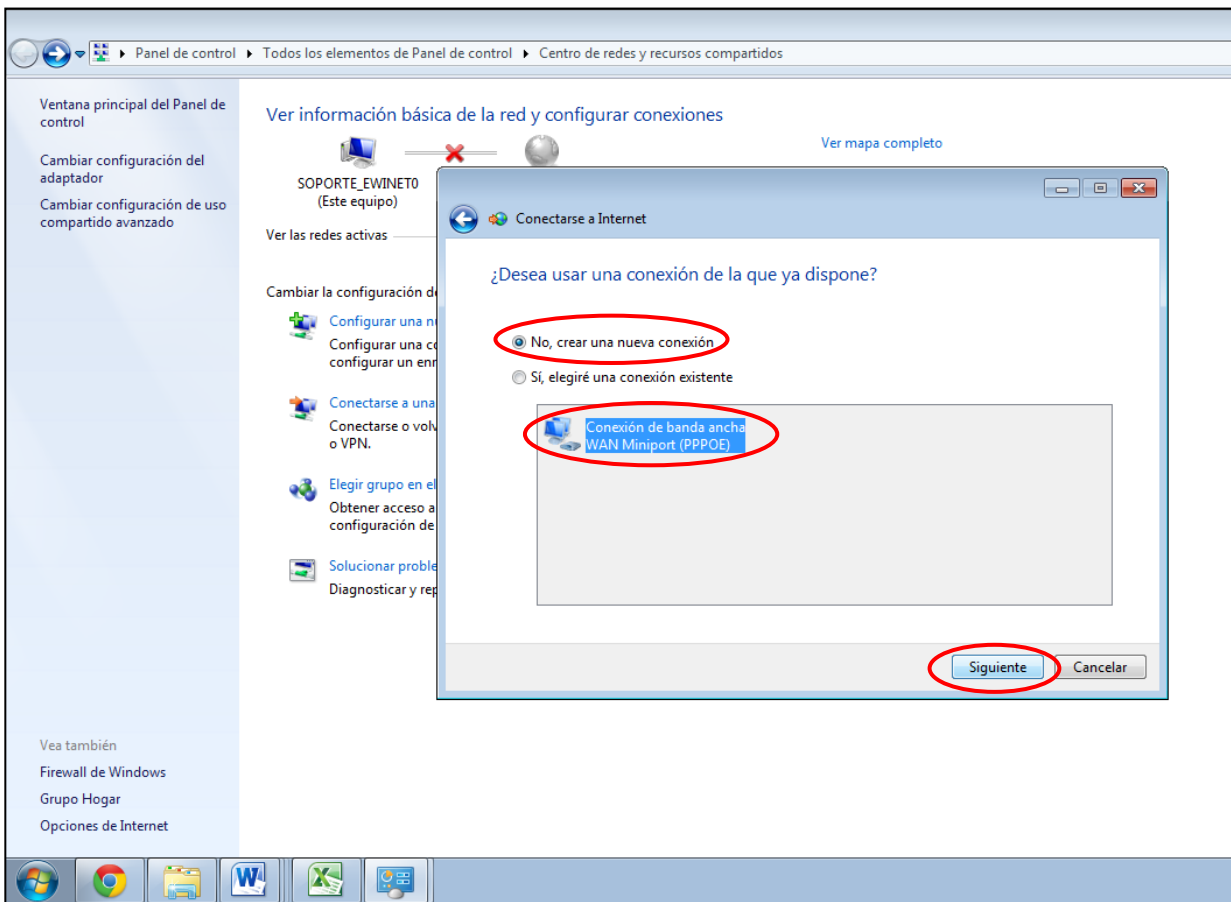 Panel de control ▸ Todos los elementos de Panel de control ▸ Centro de redes y recursos compartidos
Ventana principal del Panel de
control
Cambiar configuración del
adaptador
Cambiar configuración de uso
compartido avanzado
Ver información básica de la red y configurar conexiones
Ver mapa completo
SOPORTE_EWINET0
(Este equipo)
Ver las redes activas
Cambiar la configuración de
Configurar una
Configurar una
configurar un
Conectarse a una
Conectarse o
o VPN.
Elegir grupo en el
Obtener acceso a
configuración de
Solucionar
Diagnosticar y
Conectarse a Internet
¿Desea usar una conexión de la que ya dispone?
No, crear una nueva conexión
Sí, elegiré una conexión existente
Conexión de banda ancha
WAN Miniport (PPPOE)
Siguiente
Cancelar
Vea también
Firewall de Windows
Grupo Hogar
Opciones de Internet